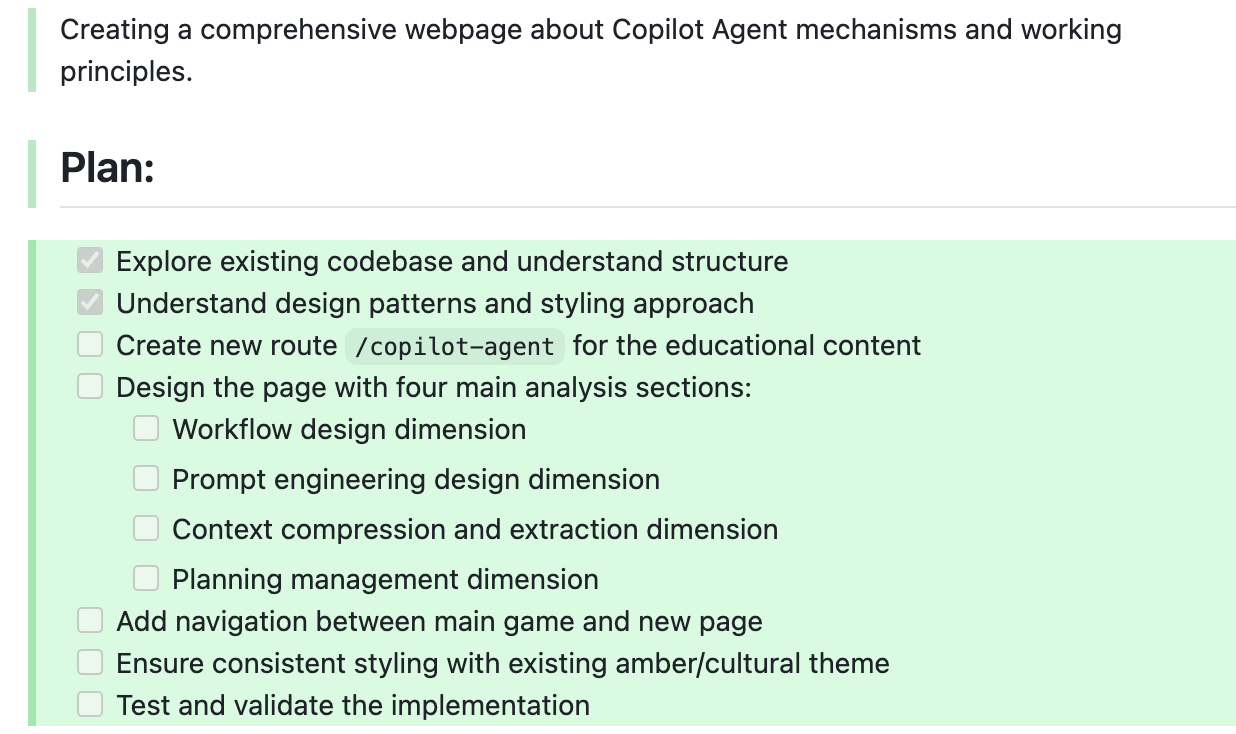 Creating a comprehensive webpage about Copilot Agent mechanisms and working
principles.
Plan:
Explore existing codebase and understand structure
Understand design patterns and styling approach
Create new route /copilot-agent for the educational content
Design the page with four main analysis sections:
Workflow design dimension
Prompt engineering design dimension
Context compression and extraction dimension
Planning management dimension
Add navigation between main game and new page
Ensure consistent styling with existing amber/cultural theme
Test and validate the implementation